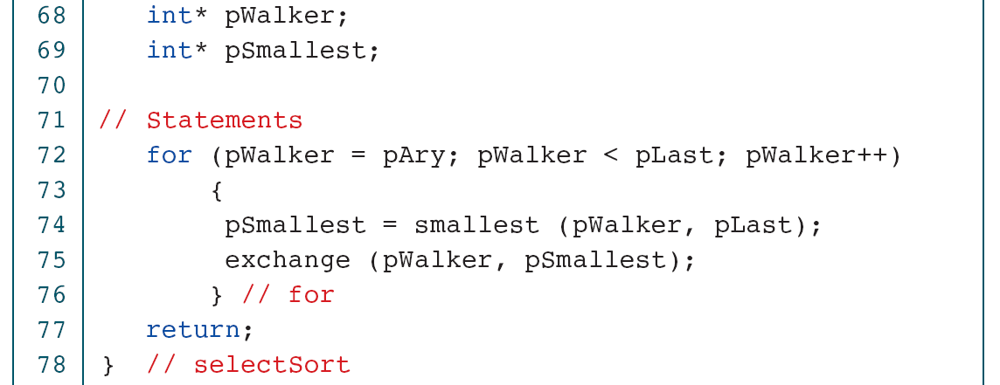 68 int* pWalker;
69 int* pSmallest;
70
71 // Statements
72 for (pWalker = pAry; pWalker < pLast; pWalker++)
73 {
74 pSmallest = smallest (pWalker, pLast);
75 exchange (pWalker, pSmallest);
76 } // for
77 return;
78 } // selectSort